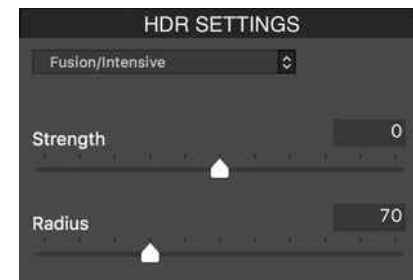 HDR SETTINGS
Fusion/Intensive
Strength 0
Radius 70